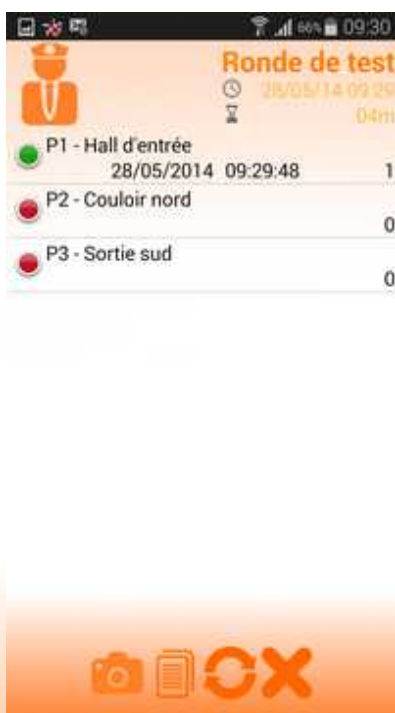 66% 09:30
Ronde de test
28/05/14 09:29
04m
P1 - Hall d'entrée
28/05/2014 09:29:48 1
P2 - Couloir nord
0
P3 - Sortie sud
0